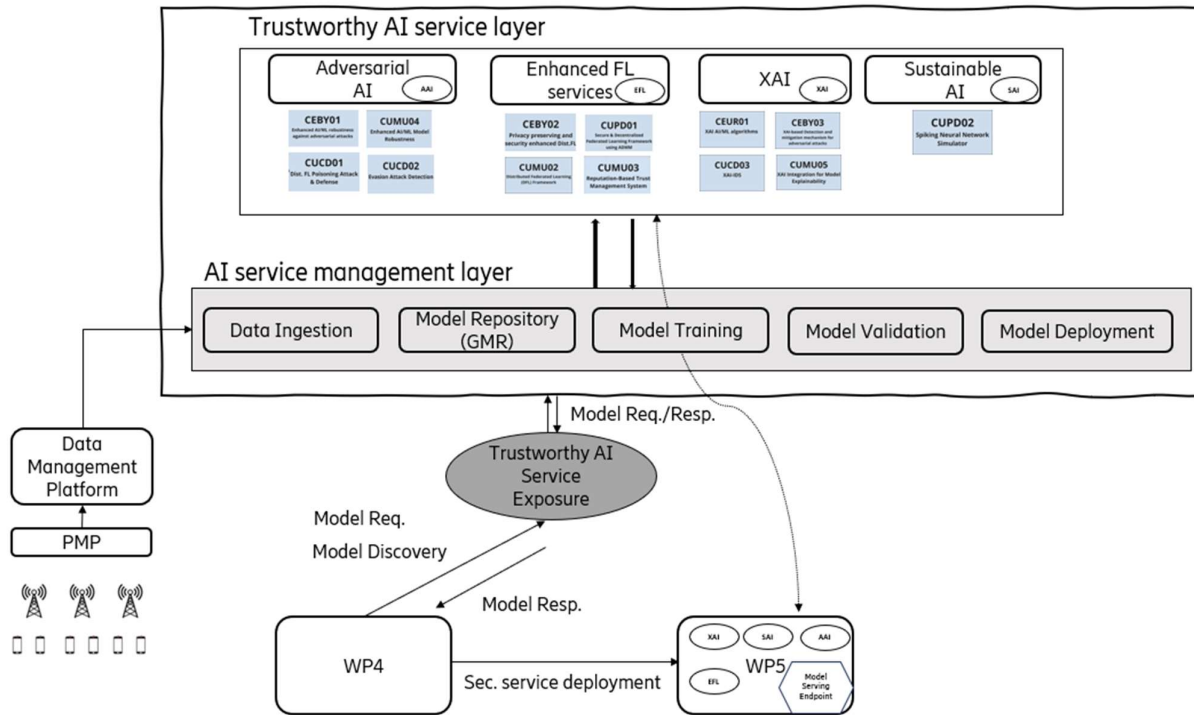 Trustworthy AI service layer
Adversarial
AI
AAI
Enhanced FL
services
EFL
XAI
XAI
Sustainable
AI
SAI
CEBY01
Enhanced AI/ML robustness
against adversarial attacks
CUMU04
Enhanced AI/ML Model
Robustness
CUCD01
Dist. FL Poisoning Attack
& Defense
CUCD02
Evasion Attack Detection
CEBY02
Privacy preserving and
security enhanced Dist.FL
CUPD01
Secure & Decentralized
Federated Learning Framework
using ADMM
CUMU02
Distributed Federated Learning
(DFL) Framework
CUMU03
Reputation-Based Trust
Management System
CEUR01
XAI AI/ML algorithms
CEBY03
XAI-based Detection and
mitigation mechanism for
adversarial attacks
CUCD03
XAI-IDS
CUMU05
XAI Integration for Model
Explainability
CUPD02
Spiking Neural Network
Simulator
AI service management layer
Data Ingestion
Model Repository
(GMR)
Model Training
Model Validation
Model Deployment
Model Req./Resp.
Data
Management
Platform
PMP
Trustworthy AI
Service
Exposure
Model Req.
Model Discovery
Model Resp.
WP4
Sec. service deployment
XAI
SAI
AAI
WP5
EFL
Model
Serving
Endpoint